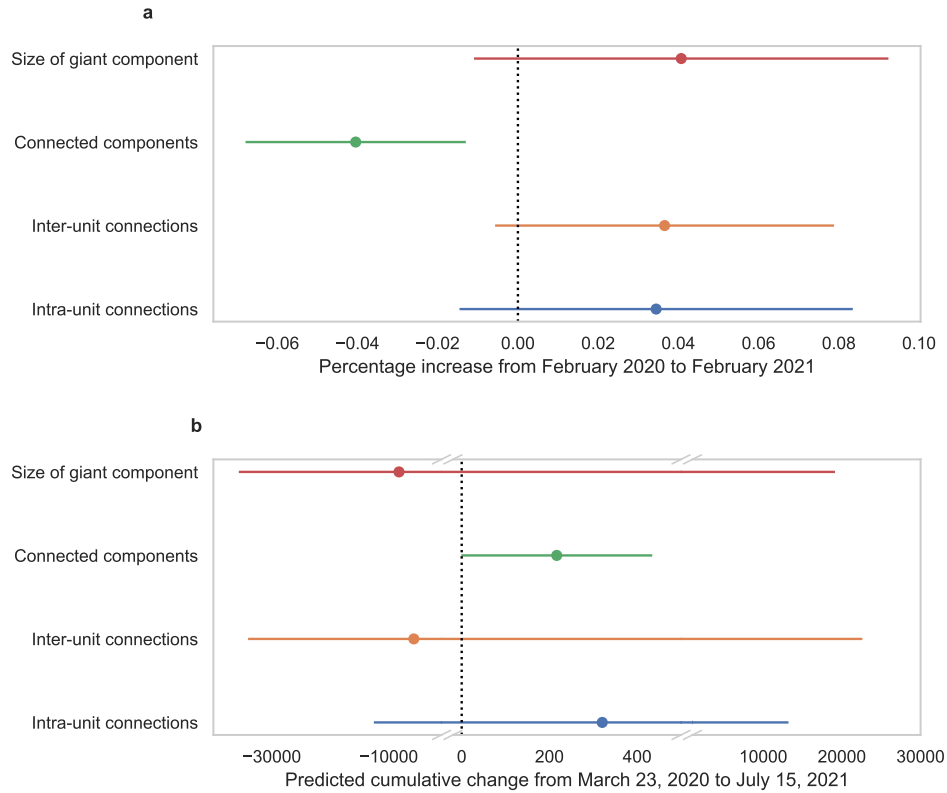 a
Size of giant component
Connected components
Inter-unit connections
Intra-unit connections
−0.06 −0.04 −0.02 0.00 0.02 0.04 0.06 0.08 0.10
Percentage increase from February 2020 to February 2021
b
Size of giant component
Connected components
Inter-unit connections
Intra-unit connections
−30000 −10000 0 200 400 10000 20000 30000
Predicted cumulative change from March 23, 2020 to July 15, 2021